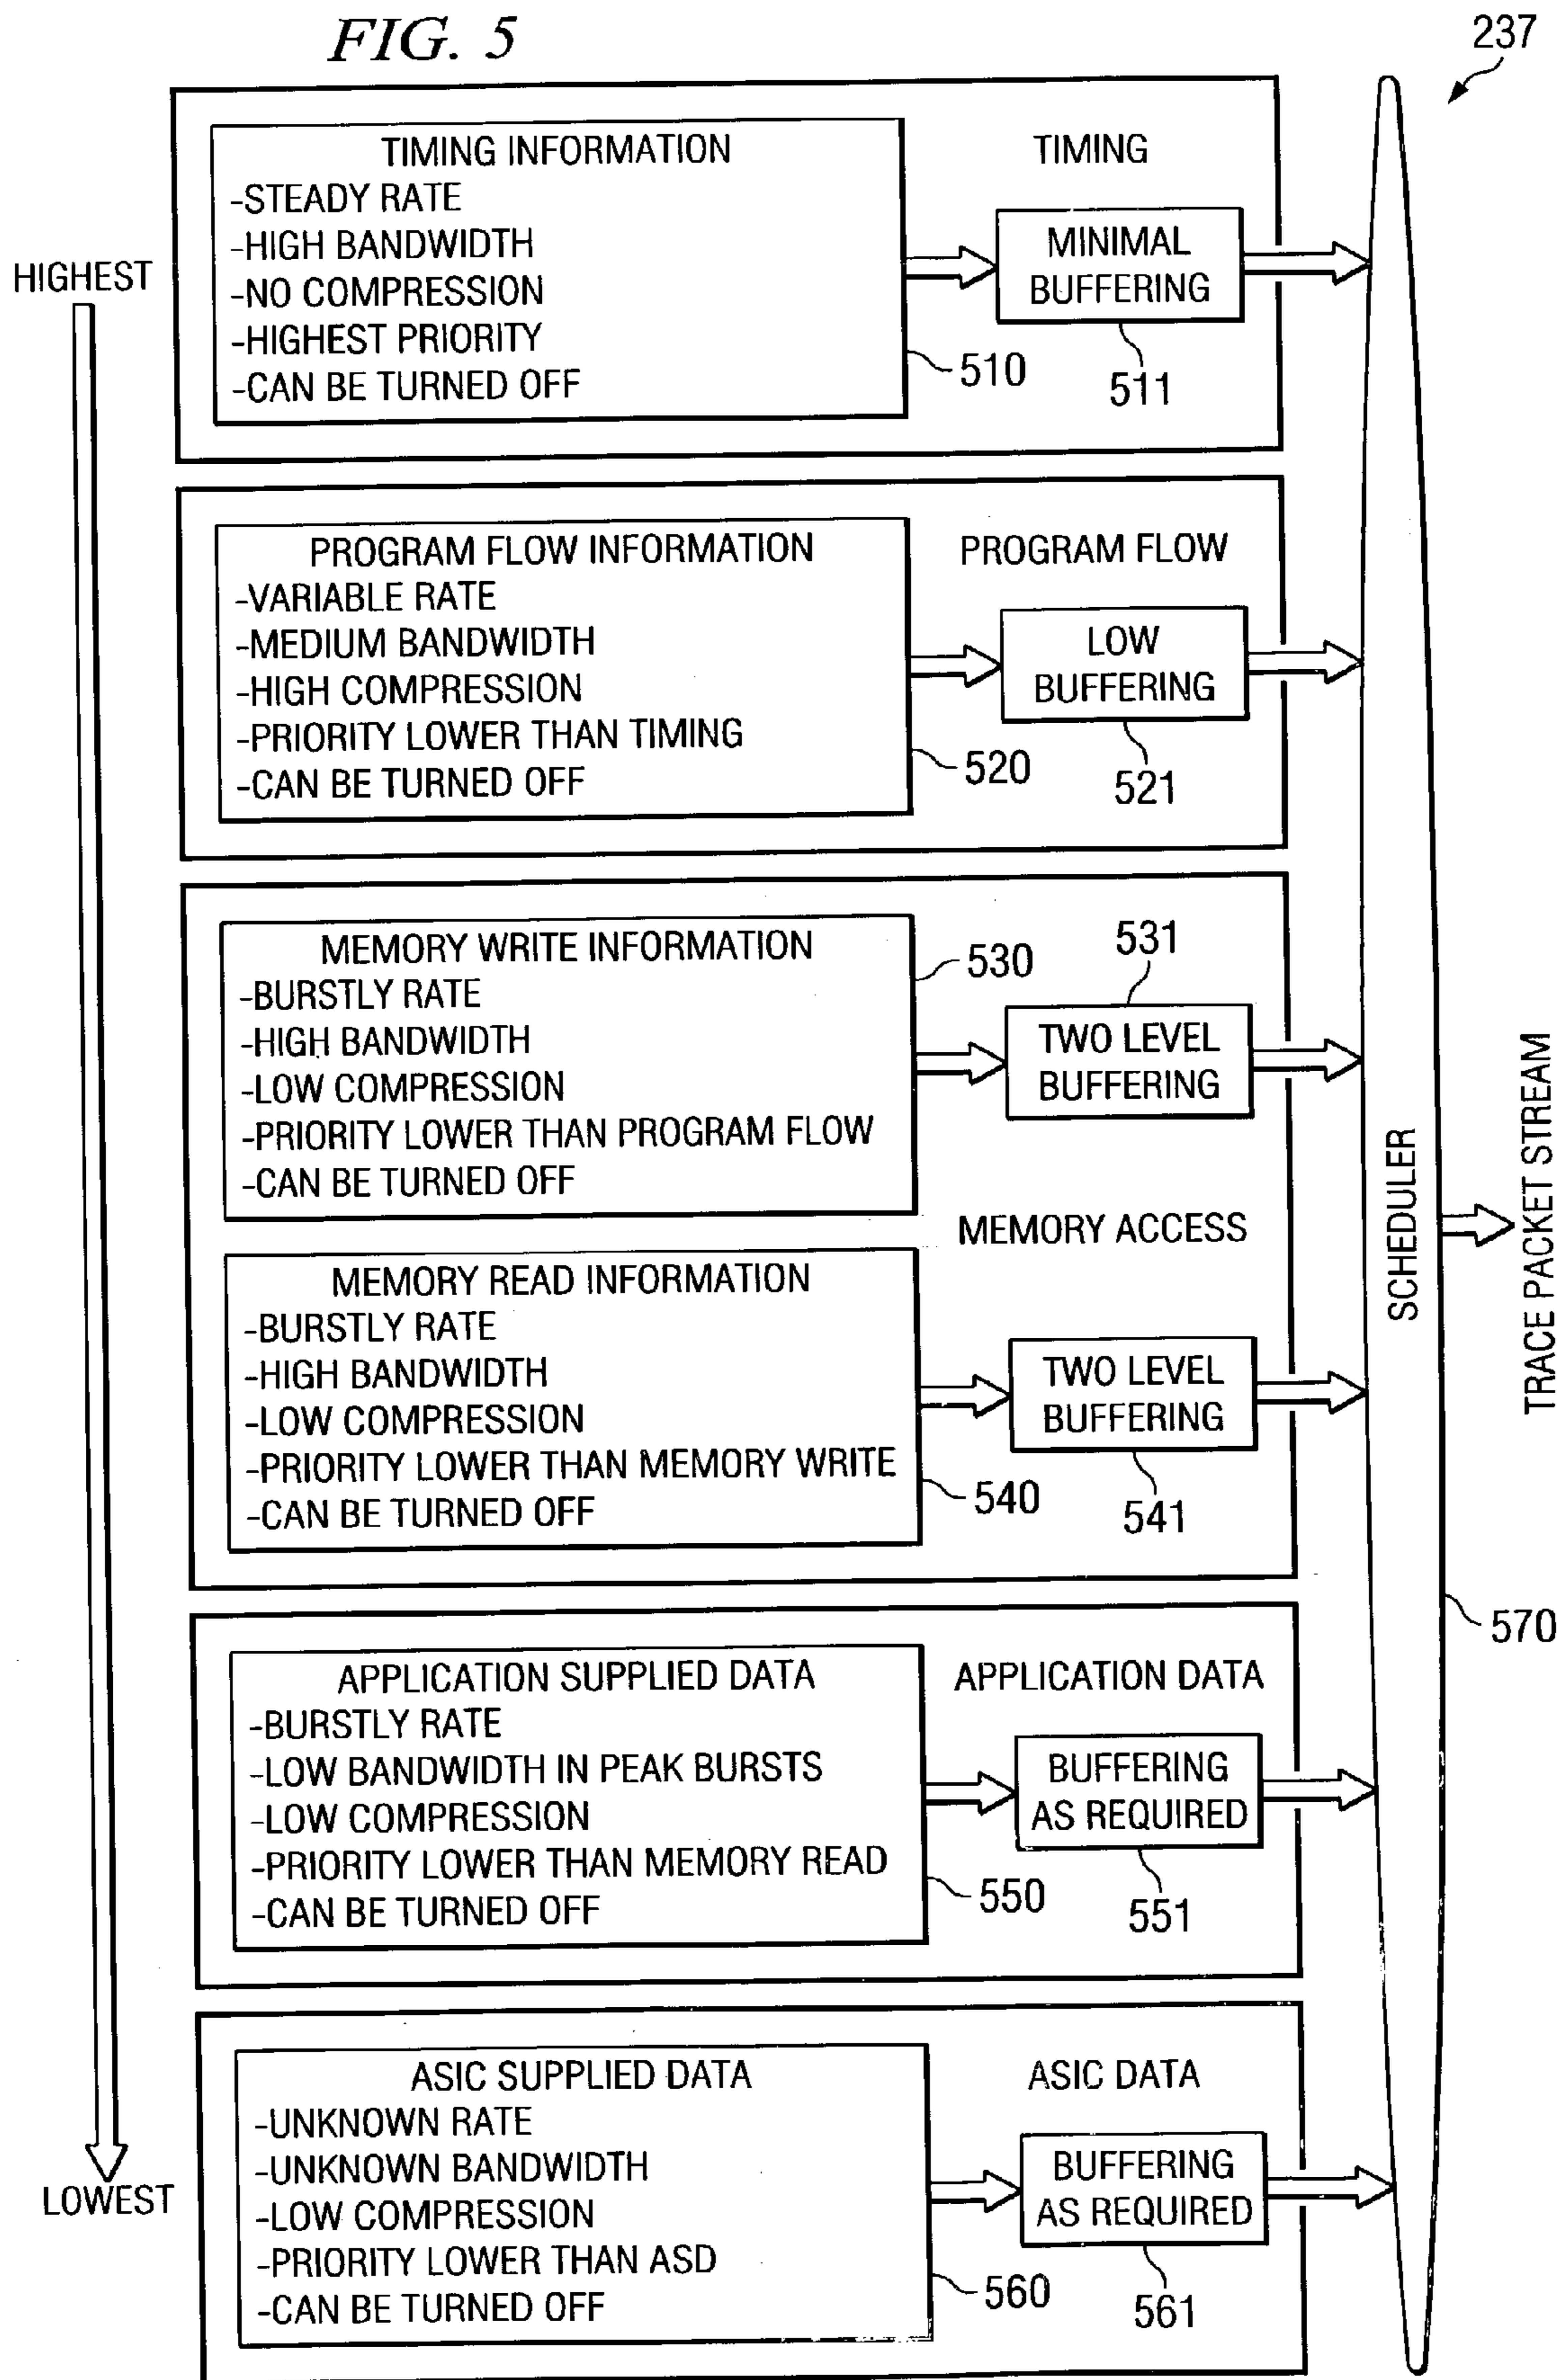 FIG. 5
237
HIGHEST
LOWEST
TIMING INFORMATION
-STEADY RATE
-HIGH BANDWIDTH
-NO COMPRESSION
-HIGHEST PRIORITY
-CAN BE TURNED OFF
510
TIMING
MINIMAL
BUFFERING
511
PROGRAM FLOW INFORMATION
-VARIABLE RATE
-MEDIUM BANDWIDTH
-HIGH COMPRESSION
-PRIORITY LOWER THAN TIMING
-CAN BE TURNED OFF
520
PROGRAM FLOW
LOW
BUFFERING
521
MEMORY WRITE INFORMATION
-BURSTLY RATE
-HIGH BANDWIDTH
-LOW COMPRESSION
-PRIORITY LOWER THAN PROGRAM FLOW
-CAN BE TURNED OFF
530
531
TWO LEVEL
BUFFERING
MEMORY ACCESS
MEMORY READ INFORMATION
-BURSTLY RATE
-HIGH BANDWIDTH
-LOW COMPRESSION
-PRIORITY LOWER THAN MEMORY WRITE
-CAN BE TURNED OFF
540
TWO LEVEL
BUFFERING
541
APPLICATION SUPPLIED DATA
-BURSTLY RATE
-LOW BANDWIDTH IN PEAK BURSTS
-LOW COMPRESSION
-PRIORITY LOWER THAN MEMORY READ
-CAN BE TURNED OFF
550
APPLICATION DATA
BUFFERING
AS REQUIRED
551
ASIC SUPPLIED DATA
-UNKNOWN RATE
-UNKNOWN BANDWIDTH
-LOW COMPRESSION
-PRIORITY LOWER THAN ASD
-CAN BE TURNED OFF
560
ASIC DATA
BUFFERING
AS REQUIRED
561
SCHEDULER
570
TRACE PACKET STREAM